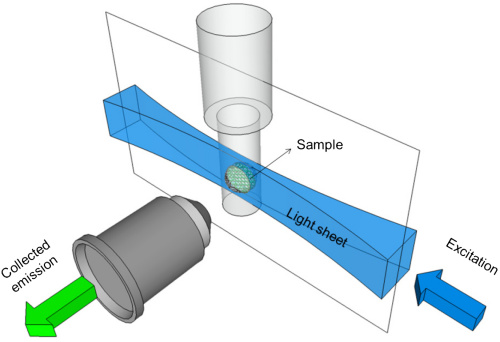 Sample
Light sheet
Excitation
Collected
emission